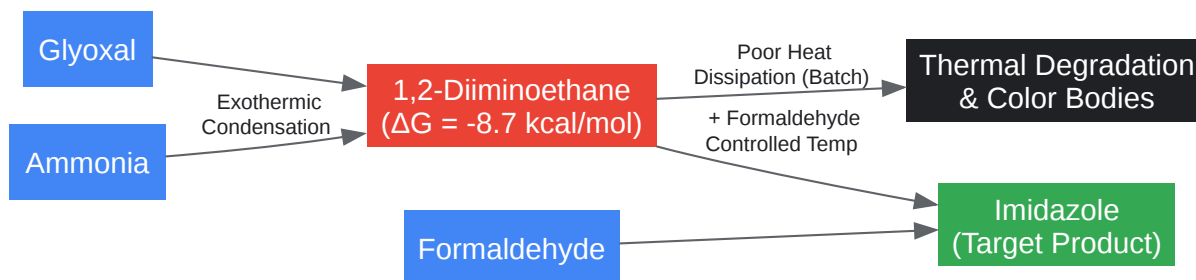 Glyoxal
Ammonia
Exothermic
Condensation
1,2-Diiminoethane
(ΔG = -8.7 kcal/mol)
Poor Heat
Dissipation (Batch)
+ Formaldehyde
Controlled Temp
Thermal Degradation
& Color Bodies
Formaldehyde
Imidazole
(Target Product)